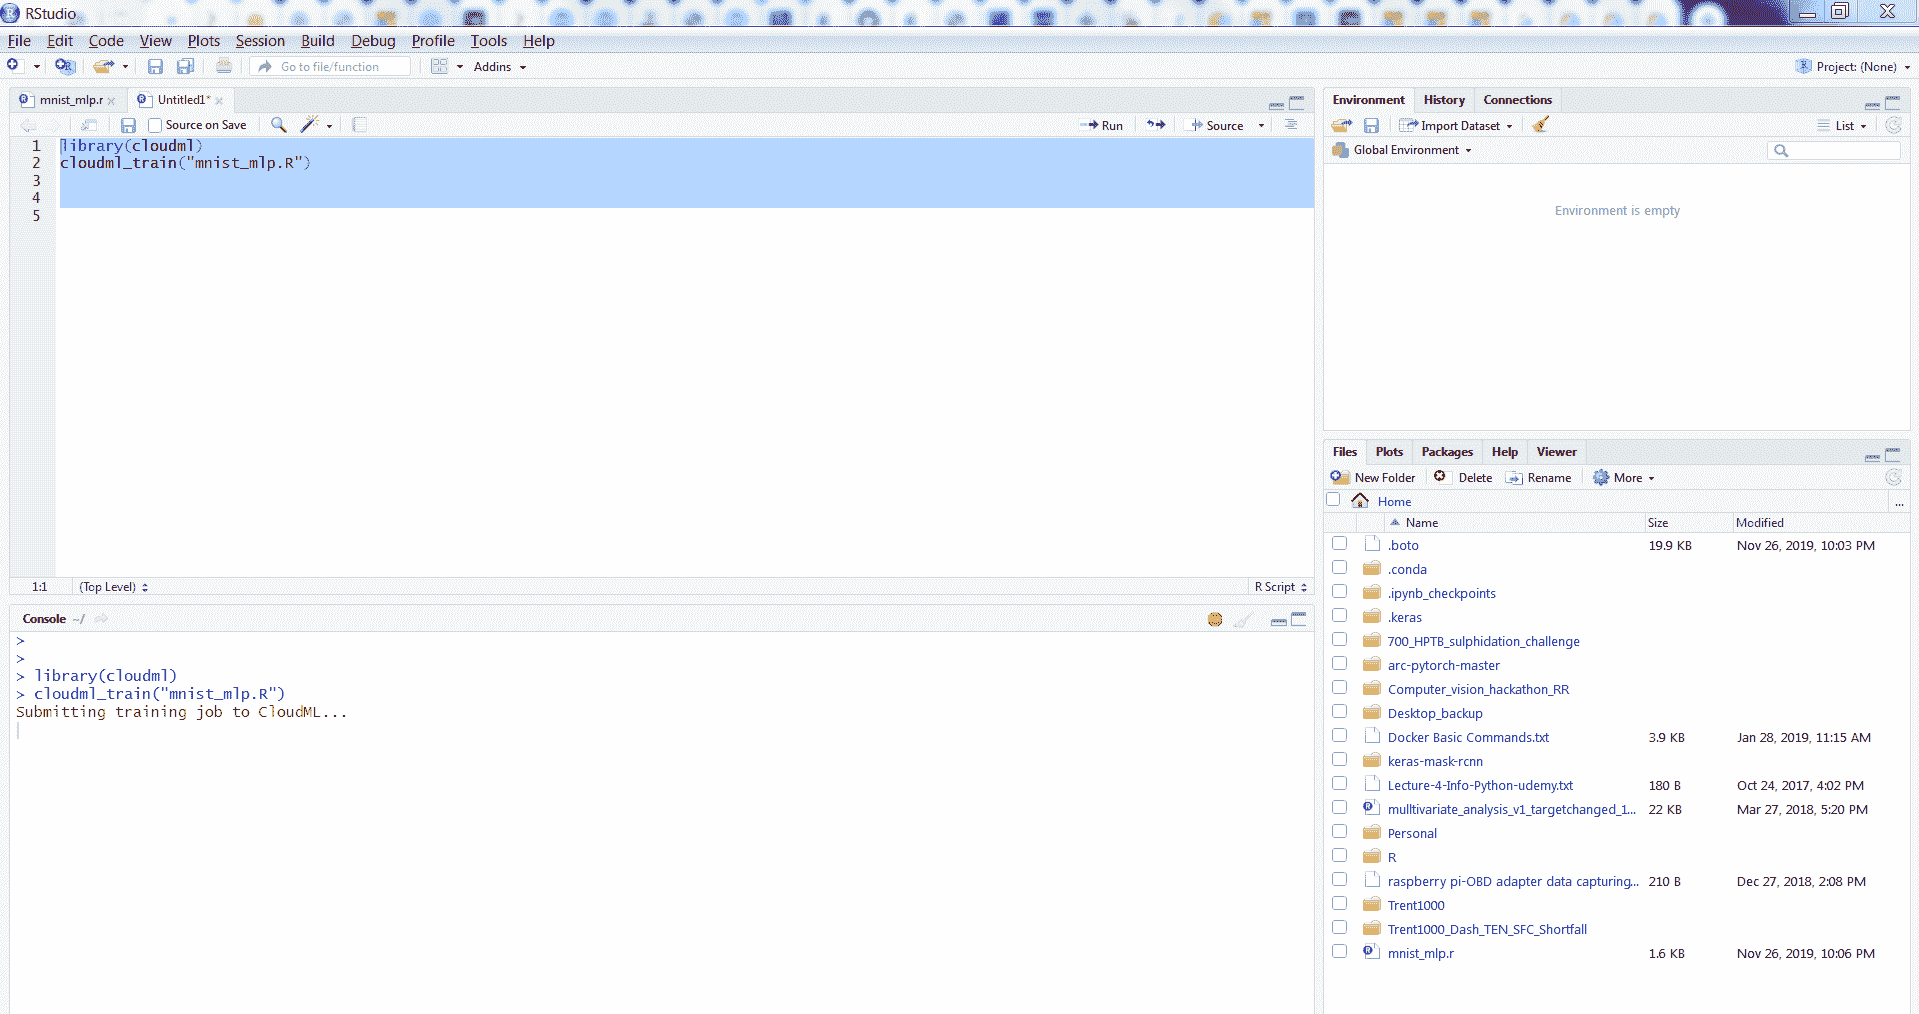 RStudio
File Edit Code View Plots Session Build Debug Profile Tools Help
Go to file/function Addins Project: (None)
mnist_mlp.r Untitled1*
Source on Save Run Source
1 library(cloudml)
2 cloudml_train("mnist_mlp.R")
3
4
5
1:1 (Top Level) R Script
Console ~/
>
>
> library(cloudml)
> cloudml_train("mnist_mlp.R")
Submitting training job to CloudML...
Environment History Connections
Import Dataset List
Global Environment
Environment is empty
Files Plots Packages Help Viewer
New Folder Delete Rename More
Home ...
Name Size Modified
.boto 19.9 KB Nov 26, 2019, 10:03 PM
.conda
.ipynb_checkpoints
.keras
700_HPTB_sulphidation_challenge
arc-pytorch-master
Computer_vision_hackathon_RR
Desktop_backup
Docker Basic Commands.txt 3.9 KB Jan 28, 2019, 11:15 AM
keras-mask-rcnn
Lecture-4-Info-Python-udemy.txt 180 B Oct 24, 2017, 4:02 PM
mulltivariate_analysis_v1_targetchanged_1... 22 KB Mar 27, 2018, 5:20 PM
Personal
R
raspberry pi-OBD adapter data capturing... 210 B Dec 27, 2018, 2:08 PM
Trent1000
Trent1000_Dash_TEN_SFC_Shortfall
mnist_mlp.r 1.6 KB Nov 26, 2019, 10:06 PM